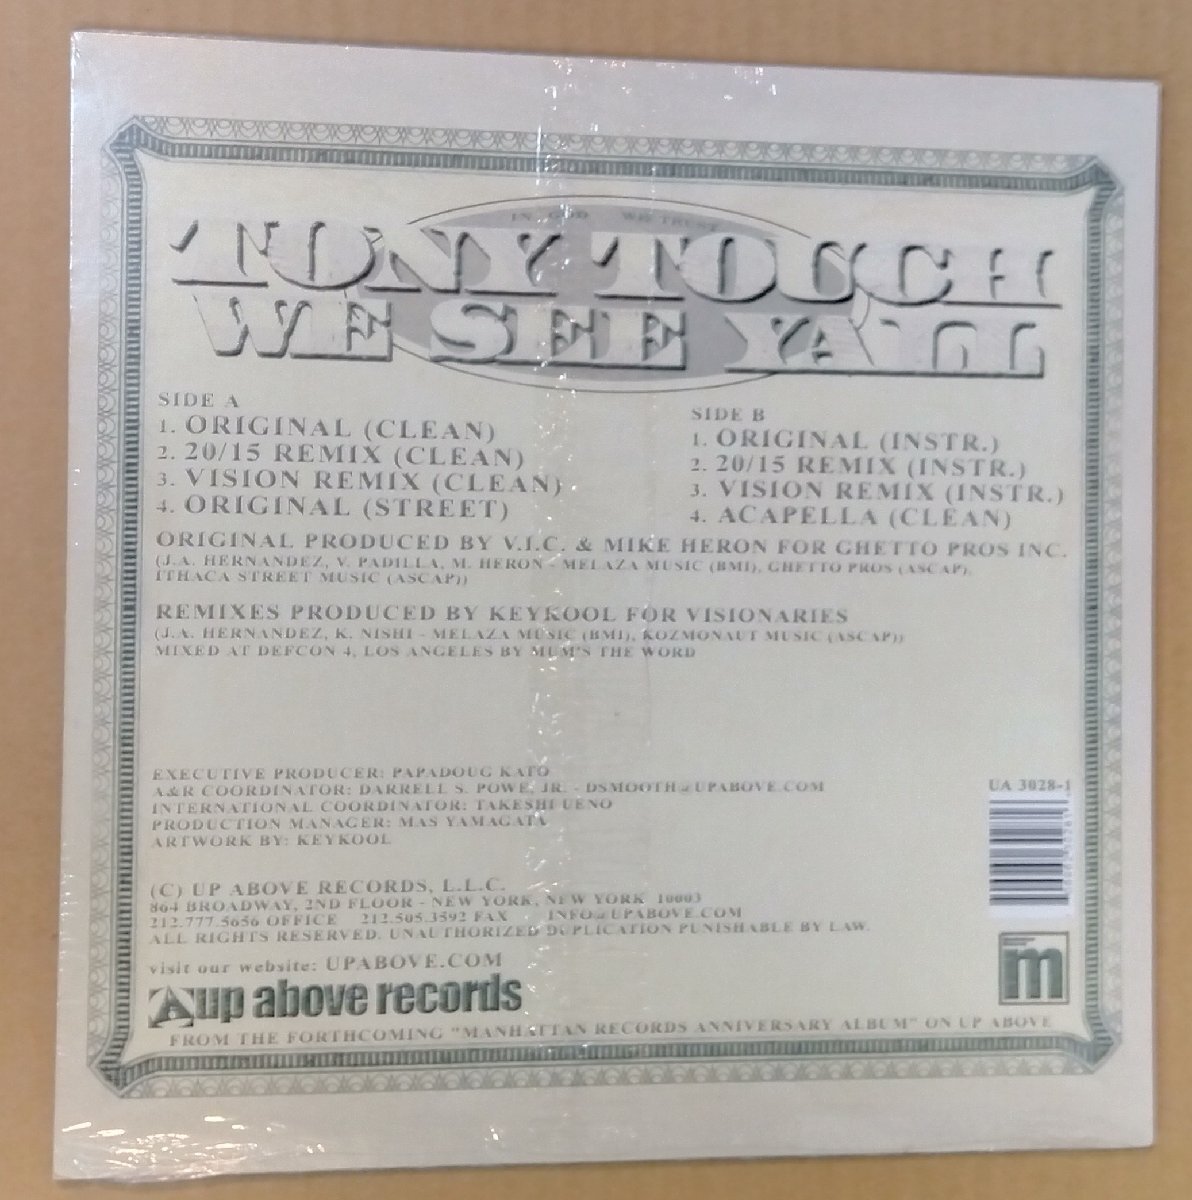 IN GOD WE TRUST
TONY TOUCH
WE SEE YA'LL
SIDE A
1. ORIGINAL (CLEAN)
2. 20/15 REMIX (CLEAN)
3. VISION REMIX (CLEAN)
4. ORIGINAL (STREET)
SIDE B
1. ORIGINAL (INSTR.)
2. 20/15 REMIX (INSTR.)
3. VISION REMIX (INSTR.)
4. ACAPELLA (CLEAN)
ORIGINAL PRODUCED BY V.I.C. & MIKE HERON FOR GHETTO PROS INC.
(J.A. HERNANDEZ, V. PADILLA, M. HERON - MELAZA MUSIC (BMI), GHETTO PROS (ASCAP),
ITHACA STREET MUSIC (ASCAP))
REMIXES PRODUCED BY KEYKOOL FOR VISIONARIES
(J.A. HERNANDEZ, K. NISHI - MELAZA MUSIC (BMI), KOZMONAUT MUSIC (ASCAP))
MIXED AT DEFCON 4, LOS ANGELES BY MUM'S THE WORD
EXECUTIVE PRODUCER: PAPADOUG KATO
A&R COORDINATOR: DARRELL S. POWE, JR. - DSMOOTH@UPABOVE.COM
INTERNATIONAL COORDINATOR: TAKESHI UENO
PRODUCTION MANAGER: MAS YAMAGATA
ARTWORK BY: KEYKOOL
UA 3028-1
(C) UP ABOVE RECORDS, L.L.C.
864 BROADWAY, 2ND FLOOR - NEW YORK, NEW YORK 10003
212.777.5656 OFFICE 212.505.3592 FAX INFO@UPABOVE.COM
ALL RIGHTS RESERVED. UNAUTHORIZED DUPLICATION PUNISHABLE BY LAW.
visit our website: UPABOVE.COM
up above records
m
FROM THE FORTHCOMING "MANHATTAN RECORDS ANNIVERSARY ALBUM" ON UP ABOVE